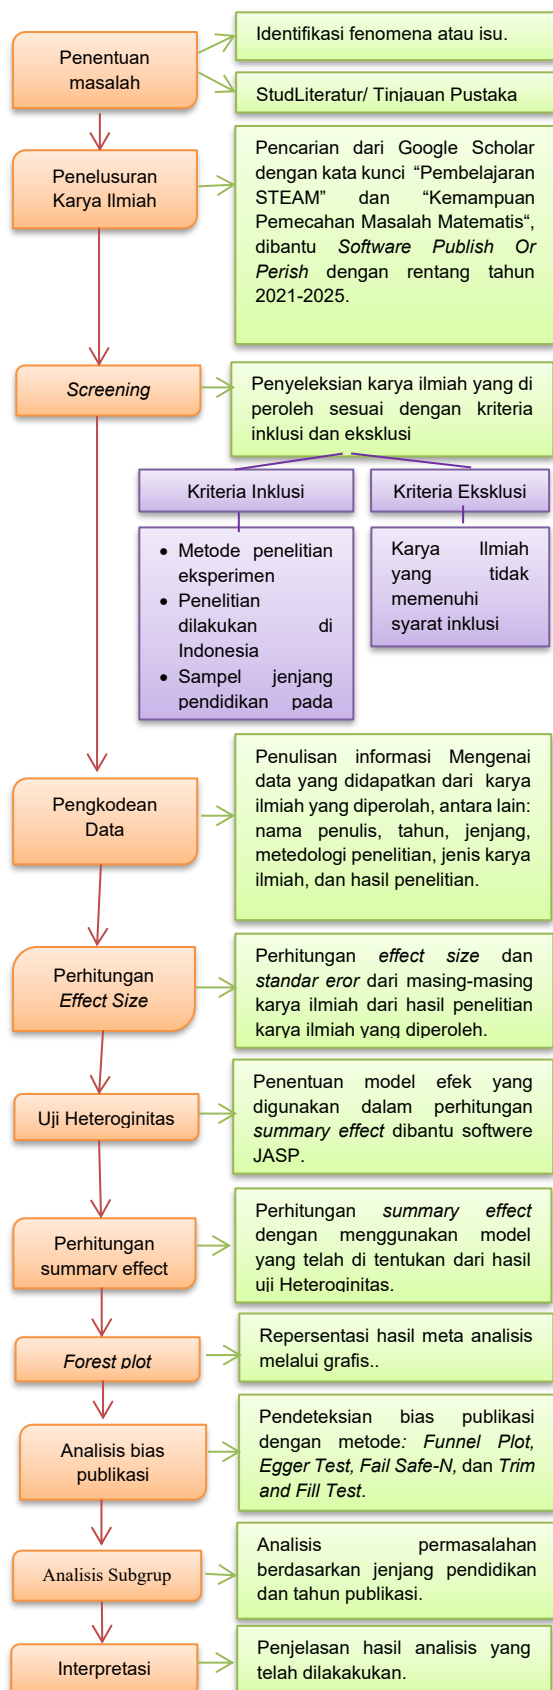 Penentuan
masalah
Identifikasi fenomena atau isu.
StudLiteratur/ Tinjauan Pustaka
Penelusuran
Karya Ilmiah
Pencarian dari Google Scholar
dengan kata kunci “Pembelajaran
STEAM” dan “Kemampuan
Pemecahan Masalah Matematis“,
dibantu Software Publish Or
Perish dengan rentang tahun
2021-2025.
Screening
Penyeleksian karya ilmiah yang di
peroleh sesuai dengan kriteria
inklusi dan eksklusi
Kriteria Inklusi
• Metode penelitian
eksperimen
• Penelitian
dilakukan di
Indonesia
• Sampel jenjang
pendidikan pada
Kriteria Eksklusi
Karya Ilmiah
yang tidak
memenuhi
syarat inklusi
Pengkodean
Data
Penulisan informasi Mengenai
data yang didapatkan dari karya
ilmiah yang diperolah, antara lain:
nama penulis, tahun, jenjang,
metedologi penelitian, jenis karya
ilmiah, dan hasil penelitian.
Perhitungan
Effect Size
Perhitungan effect size dan
standar eror dari masing-masing
karya ilmiah dari hasil penelitian
karya ilmiah yang diperoleh.
Uji Heteroginitas
Penentuan model efek yang
digunakan dalam perhitungan
summary effect dibantu softwere
JASP.
Perhitungan
summary effect
Perhitungan summary effect
dengan menggunakan model
yang telah di tentukan dari hasil
uji Heteroginitas.
Forest plot
Repersentasi hasil meta analisis
melalui grafis..
Analisis bias
publikasi
Pendeteksian bias publikasi
dengan metode: Funnel Plot,
Egger Test, Fail Safe-N, dan Trim
and Fill Test.
Analisis Subgrup
Analisis permasalahan
berdasarkan jenjang pendidikan
dan tahun publikasi.
Interpretasi
Penjelasan hasil analisis yang
telah dilakakukan.